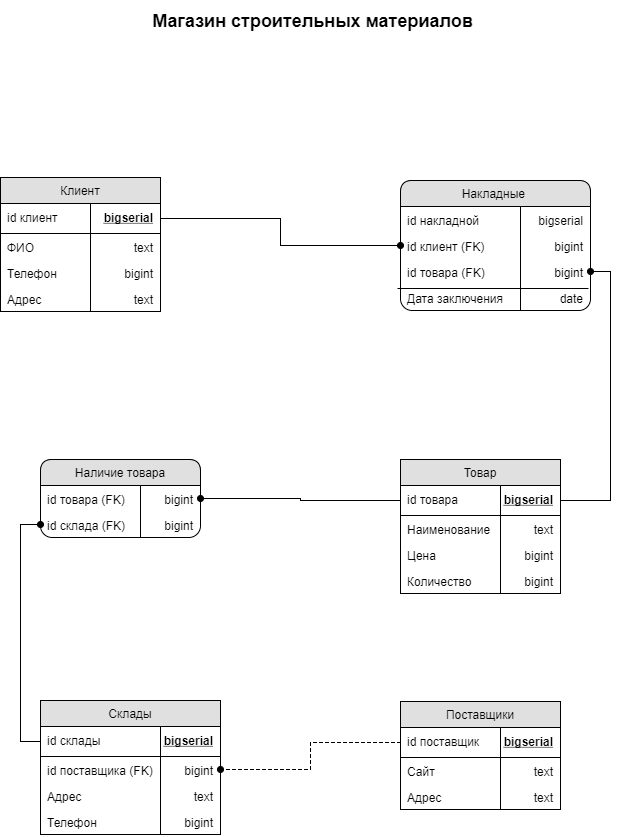 Магазин строительных материалов
Клиент
id клиент bigserial
ФИО text
Телефон bigint
Адрес text
Накладные
id накладной bigserial
id клиент (FK) bigint
id товара (FK) bigint
Дата заключения date
Наличие товара
id товара (FK) bigint
id склада (FK) bigint
Товар
id товара bigserial
Наименование text
Цена bigint
Количество bigint
Склады
id склады bigserial
id поставщика (FK) bigint
Адрес text
Телефон bigint
Поставщики
id поставщик bigserial
Сайт text
Адрес text